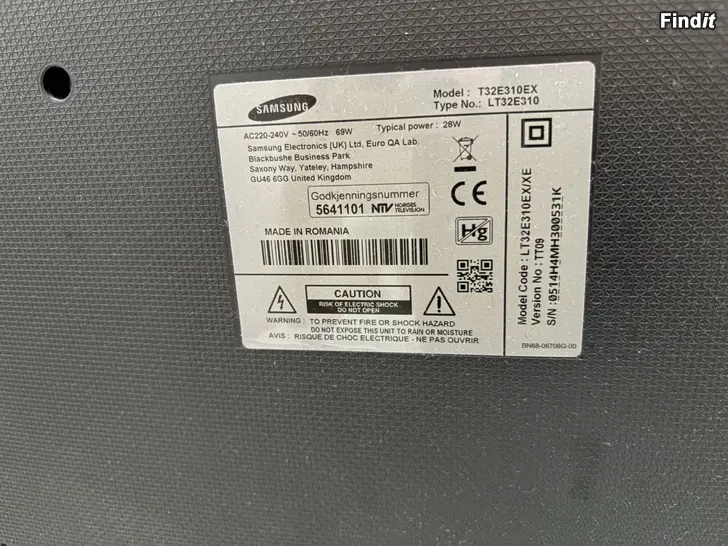 Findit
SAMSUNG
Model : T32E310EX
Type No.: LT32E310
AC220-240V ~ 50/60Hz 69W Typical power : 28W
Samsung Electronics (UK) Ltd, Euro QA Lab.
Blackbushe Business Park
Saxony Way, Yateley, Hampshire
GU46 6GG United Kingdom
Godkjenningsnummer
5641101 NTV NORGES TELEVISION
CE
Hg
MADE IN ROMANIA
CAUTION
RISK OF ELECTRIC SHOCK
DO NOT OPEN
WARNING : TO PREVENT FIRE OR SHOCK HAZARD
DO NOT EXPOSE THIS UNIT TO RAIN OR MOISTURE
AVIS : RISQUE DE CHOC ELECTRIQUE - NE PAS OUVRIR
Model Code : LT32E310EX/XE
Version No : TT09
S/N : 0514H4MH300531K
BN68-06708G-00